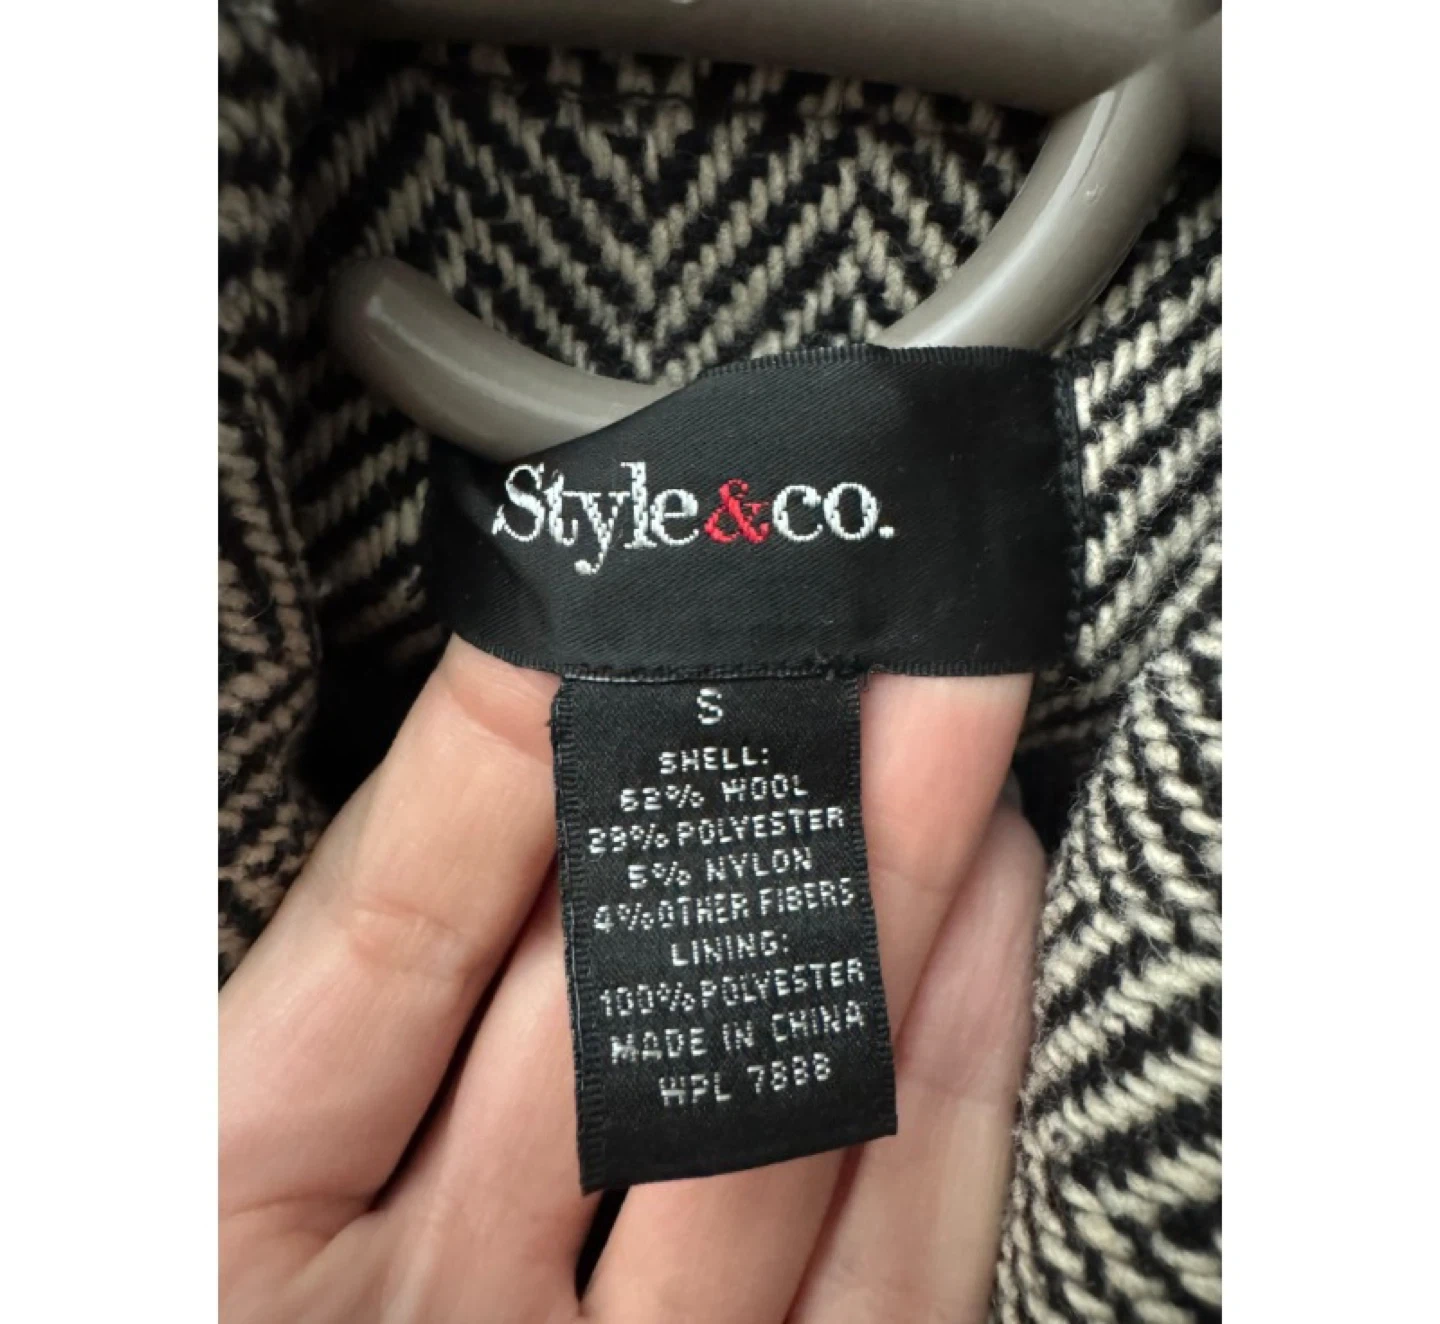 Style&co.
S
SHELL:
62% WOOL
29% POLYESTER
5% NYLON
4% OTHER FIBERS
LINING:
100% POLYESTER
MADE IN CHINA
WPL 7888